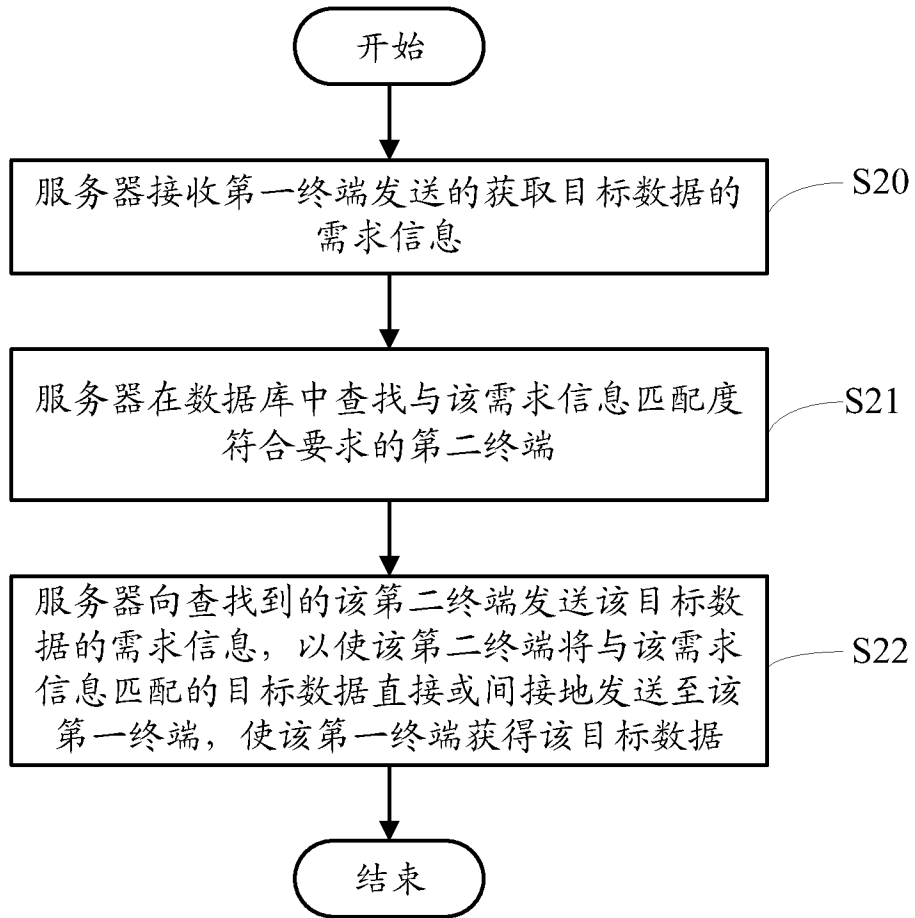 开始
服务器接收第一终端发送的获取目标数据的
需求信息
S20
服务器在数据库中查找与该需求信息匹配度
符合要求的第二终端
S21
服务器向查找到的该第二终端发送该目标数
据的需求信息，以使该第二终端将与该需求
信息匹配的目标数据直接或间接地发送至该
第一终端，使该第一终端获得该目标数据
S22
结束